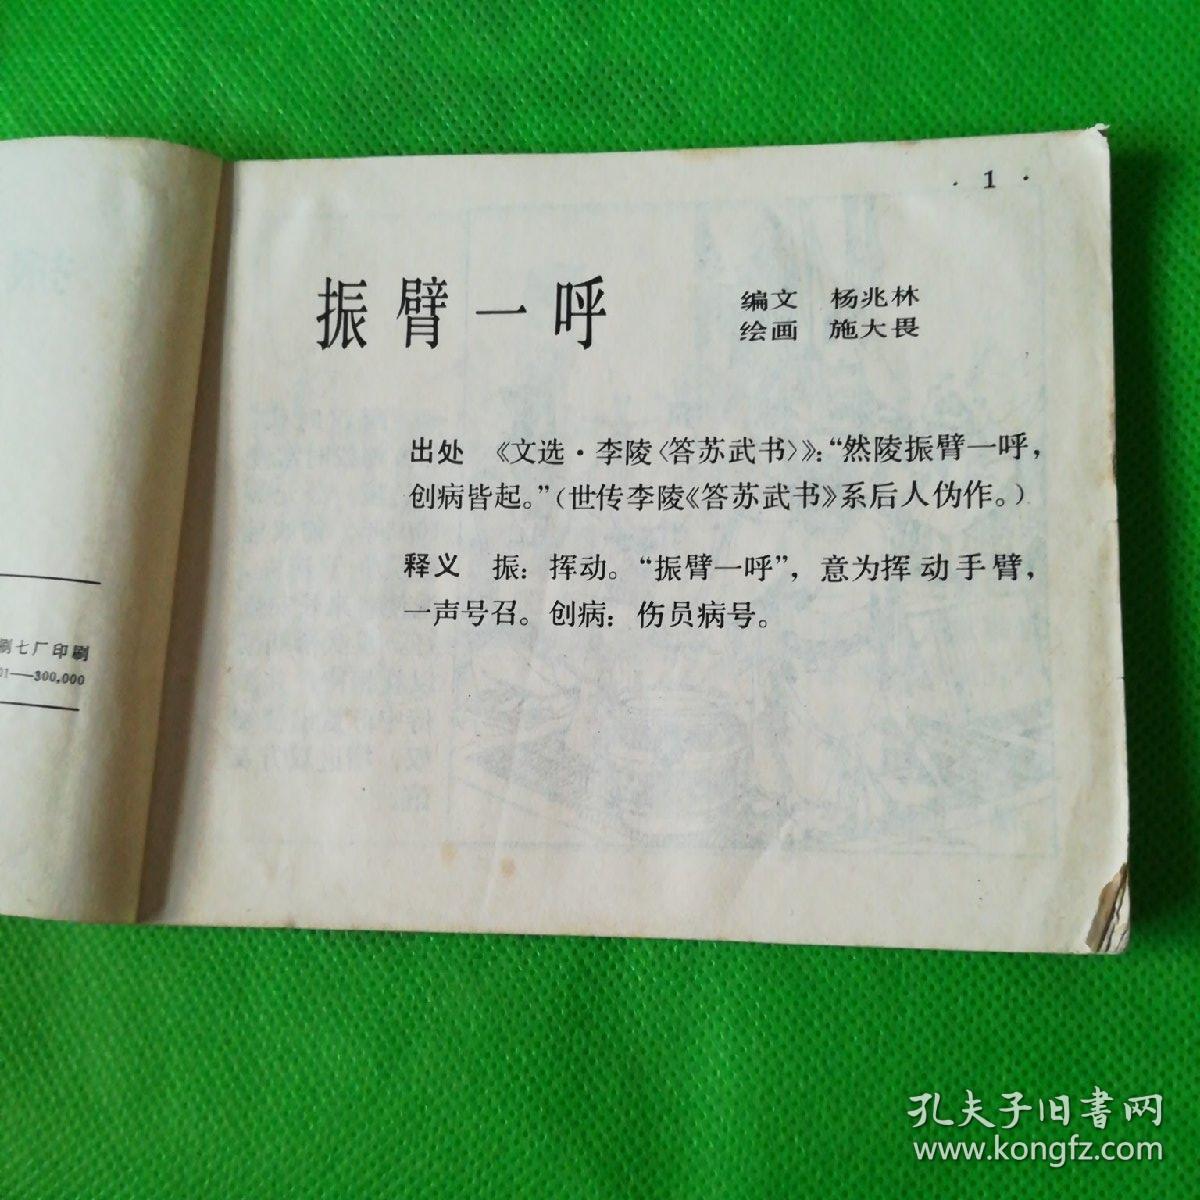 · 1 ·
振臂一呼
编文 杨兆林
绘画 施大畏
出处 《文选·李陵〈答苏武书〉》：“然陵振臂一呼，
创病皆起。”（世传李陵《答苏武书》系后人伪作。）
释义 振：挥动。“振臂一呼”，意为挥动手臂，
一声号召。创病：伤员病号。
刷七厂印刷
01—300,000
孔夫子旧书网
www.kongfz.com